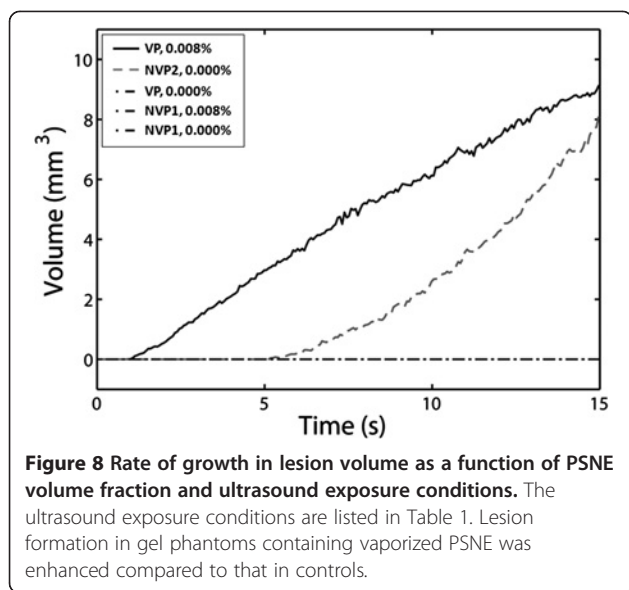 10
8
6
4
2
0
Volume (mm 3)
VP, 0.008%
NVP2, 0.000%
VP, 0.000%
NVP1, 0.008%
NVP1, 0.000%
0
5
10
15
Time (s)
Figure 8 Rate of growth in lesion volume as a function of PSNE
volume fraction and ultrasound exposure conditions. The
ultrasound exposure conditions are listed in Table 1. Lesion
formation in gel phantoms containing vaporized PSNE was
enhanced compared to that in controls.